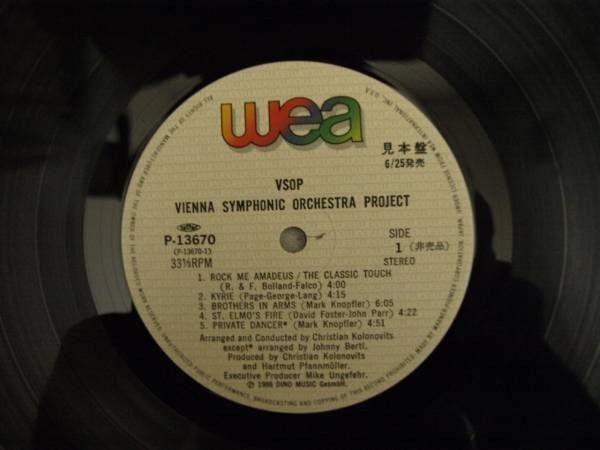 wea
見本盤
6/25発売
VSOP
VIENNA SYMPHONIC ORCHESTRA PROJECT
P-13670
(P-13670-1)
33⅓RPM
SIDE
1 (非売品)
STEREO
1. ROCK ME AMADEUS / THE CLASSIC TOUCH
(R. & F. Bolland-Falco) 4:00
2. KYRIE (Page-George-Lang) 4:15
3. BROTHERS IN ARMS (Mark Knopfler) 6:05
4. ST. ELMO'S FIRE (David Foster-John Parr) 4:22
5. PRIVATE DANCER* (Mark Knopfler) 4:51
Arranged and Conducted by Christian Kolonovits
except* arranged by Johnny Bertl.
Produced by Christian Kolonovits
and Hartmut Pfannmüller.
Executive Producer Mike Ungefehr.
Ⓟ 1986 DINO MUSIC GesmbH.